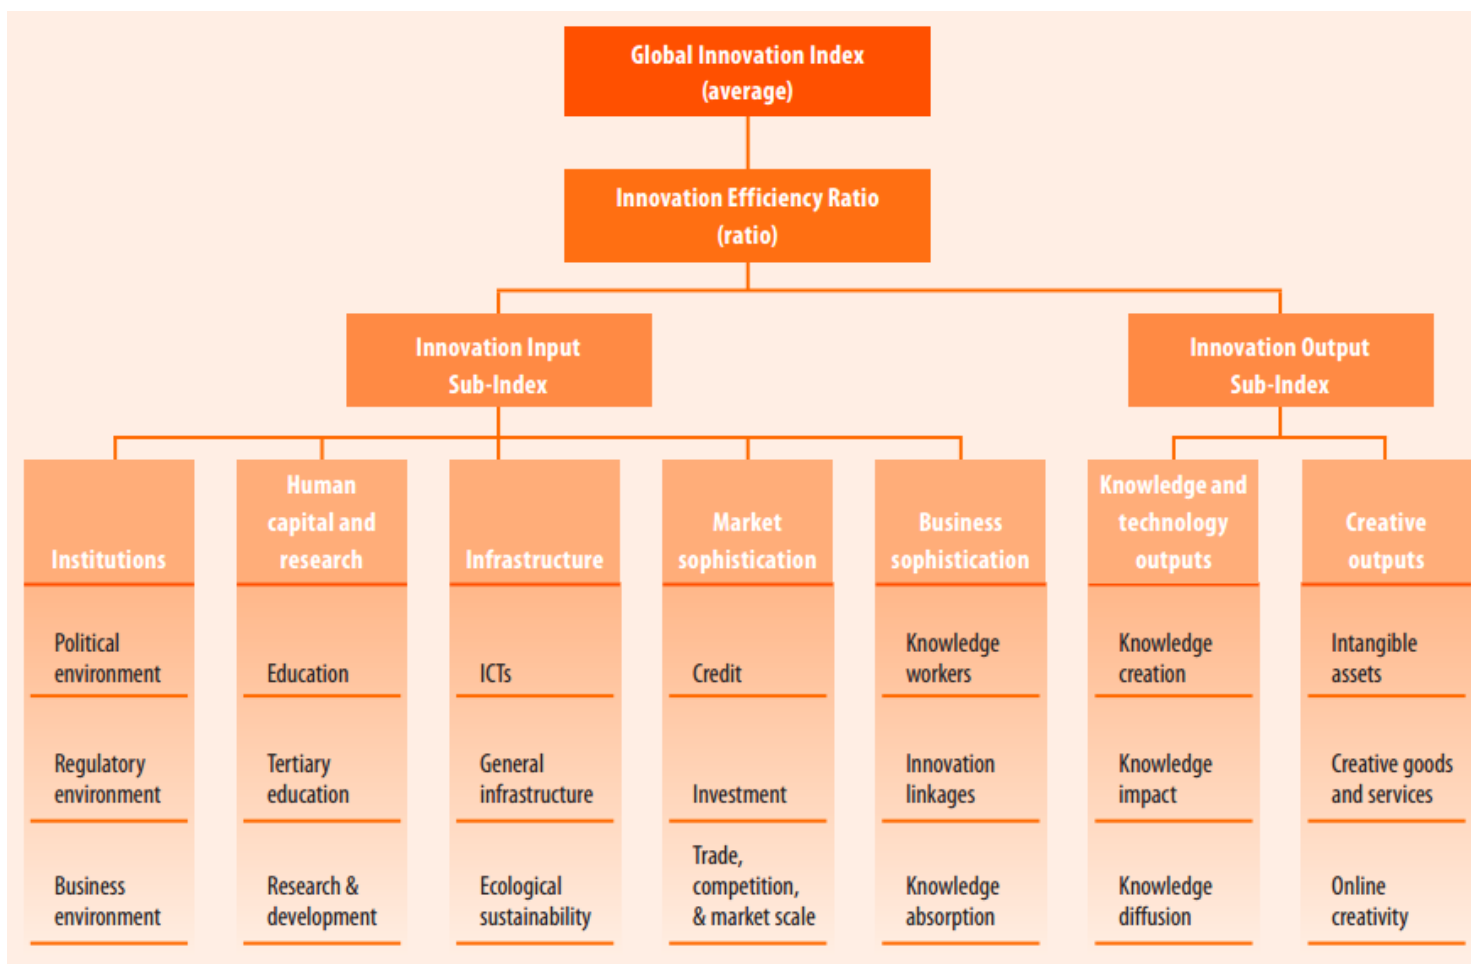 Global Innovation Index
(average)
Innovation Efficiency Ratio
(ratio)
Innovation Input
Sub-Index
Innovation Output
Sub-Index
Institutions
Human
capital and
research
Infrastructure
Market
sophistication
Business
sophistication
Knowledge and
technology
outputs
Creative
outputs
Political
environment
Education
ICTs
Credit
Knowledge
workers
Knowledge
creation
Intangible
assets
Regulatory
environment
Tertiary
education
General
infrastructure
Investment
Innovation
linkages
Knowledge
impact
Creative goods
and services
Business
environment
Research &
development
Ecological
sustainability
Trade,
competition,
& market scale
Knowledge
absorption
Knowledge
diffusion
Online
creativity